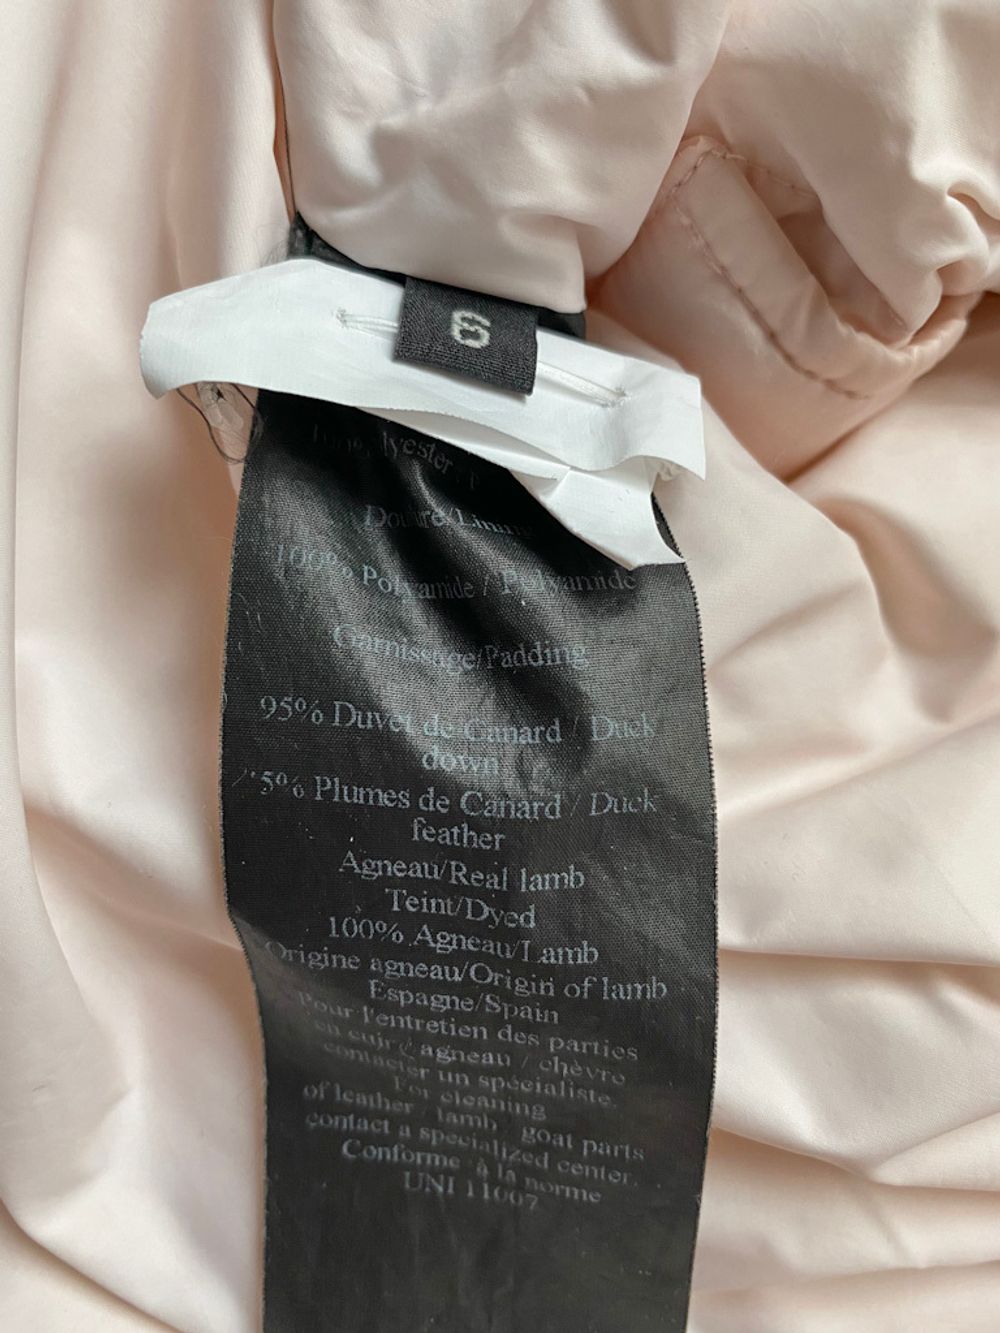 6
100% lyester
Doublure/Lining
100% Polyamide / Polyamide
Garnissage/Padding
95% Duvet de Canard / Duck
down
5% Plumes de Canard / Duck
feather
Agneau/Real lamb
Teint/Dyed
100% Agneau/Lamb
Origine agneau/Origin of lamb
Espagne/Spain
Pour l'entretien des parties
en cuir, agneau / chèvre
contacter un spécialiste.
For cleaning
of leather / lamb / goat parts
contact a specialized center.
Conforme à la norme
UNI 11007